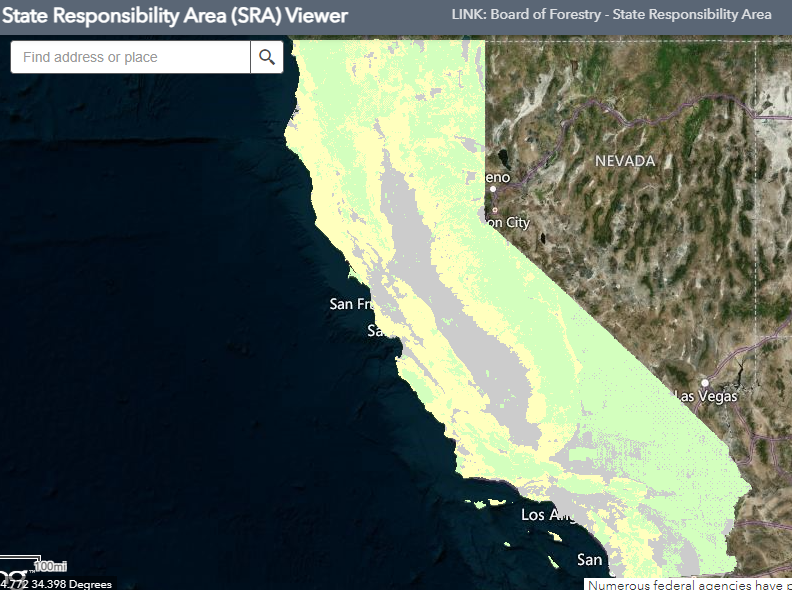 State Responsibility Area (SRA) Viewer
LINK: Board of Forestry - State Responsibility Area
Find address or place
NEVADA
eno
on City
San Fr
Sa
Las Vegas
Los Ang
San
100mi
4.772 34.398 Degrees
Numerous federal agencies have p